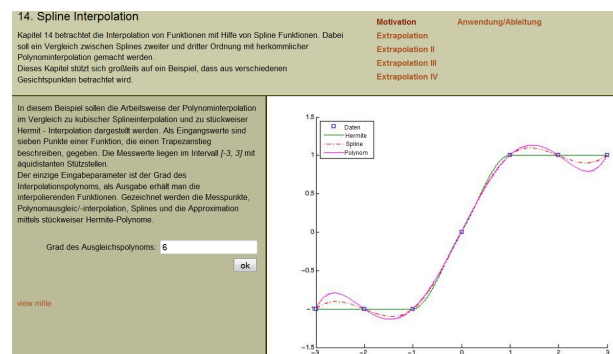 14. Spline Interpolation
Kapitel 14 betrachtet die Interpolation von Funktionen mit Hilfe von Spline Funktionen. Dabei
soll ein Vergleich zwischen Splines zweiter und dritter Ordnung mit herkömmlicher
Polynominterpolation gemacht werden.
Dieses Kapitel stützt sich großteils auf ein Beispiel, dass aus verschiedenen
Gesichtspunkten betrachtet wird.
Motivation
Anwendung/Ableitung
Extrapolation
Extrapolation II
Extrapolation III
Extrapolation IV
In diesem Beispiel sollen die Arbeitsweise der Polynominterpolation
im Vergleich zu kubischer Splineinterpolation und zu stückweiser
Hermit - Interpolation dargestellt werden. Als Eingangswerte sind
sieben Punkte einer Funktion, die einen Trapezanstieg
beschreiben, gegeben. Die Messwerte liegen im Intervall [-3, 3] mit
äquidistanten Stützstellen.
Der einzige Eingabeparameter ist der Grad des
Interpolationspolynoms, als Ausgabe erhält man die
interpolierenden Funktionen. Gezeichnet werden die Messpunkte,
Polynomausgleic/-interpolation, Splines und die Approximation
mittels stückweiser Hermite-Polynome.
Grad des Ausgleichspolynoms: 6
ok
view mfile
Daten
Hermite
Spline
Polynom
1.5
1
0.5
0
-0.5
-1
-1.5
-3 -2 -1 0 1 2 3